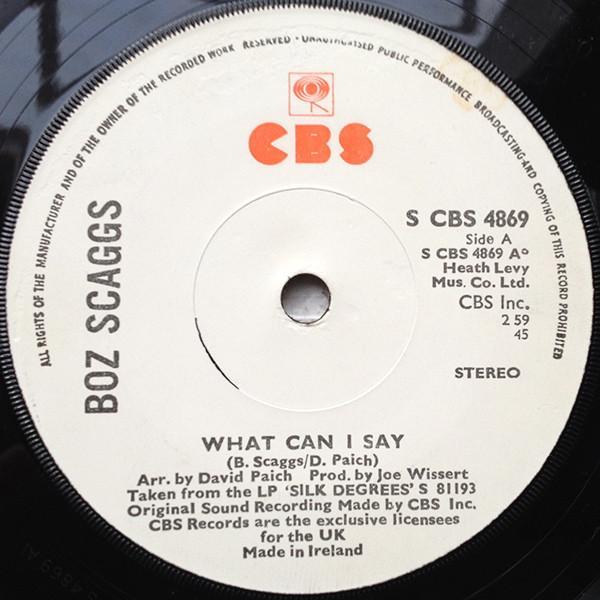 ALL RIGHTS OF THE MANUFACTURER AND OF THE OWNER OF THE RECORDED WORK RESERVED · UNAUTHORISED PUBLIC PERFORMANCE BROADCASTING AND COPYING OF THIS RECORD PROHIBITED
CBS
BOZ SCAGGS
S CBS 4869
Side A
S CBS 4869 A°
Heath Levy
Mus. Co. Ltd.
CBS Inc.
2 59
45
STEREO
WHAT CAN I SAY
(B. Scaggs/D. Paich)
Arr. by David Paich Prod. by Joe Wissert
Taken from the LP 'SILK DEGREES' S 81193
Original Sound Recording Made by CBS Inc.
CBS Records are the exclusive licensees
for the UK
Made in Ireland